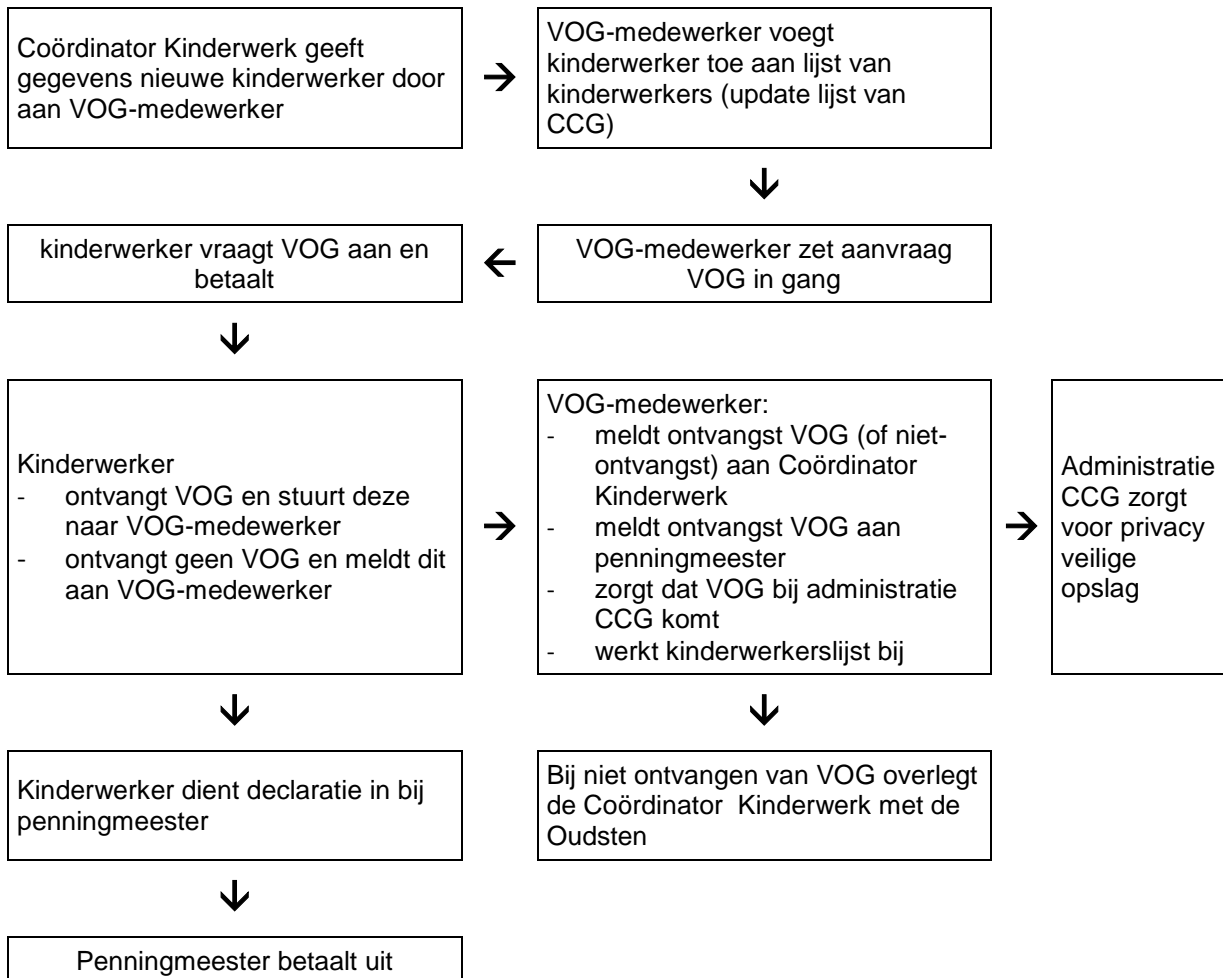 Coördinator Kinderwerk geeft
gegevens nieuwe kinderwerker door
aan VOG-medewerker
→
VOG-medewerker voegt
kinderwerker toe aan lijst van
kinderwerkers (update lijst van
CCG)
↓
VOG-medewerker zet aanvraag
VOG in gang
←
kinderwerker vraagt VOG aan en
betaalt
↓
Kinderwerker
- ontvangt VOG en stuurt deze
naar VOG-medewerker
- ontvangt geen VOG en meldt dit
aan VOG-medewerker
→
VOG-medewerker:
- meldt ontvangst VOG (of niet-
ontvangst) aan Coördinator
Kinderwerk
- meldt ontvangst VOG aan
penningmeester
- zorgt dat VOG bij administratie
CCG komt
- werkt kinderwerkerslijst bij
→
Administratie
CCG zorgt
voor privacy
veilige
opslag
↓
↓
Kinderwerker dient declaratie in bij
penningmeester
Bij niet ontvangen van VOG overlegt
de Coördinator  Kinderwerk met de
Oudsten
↓
Penningmeester betaalt uit